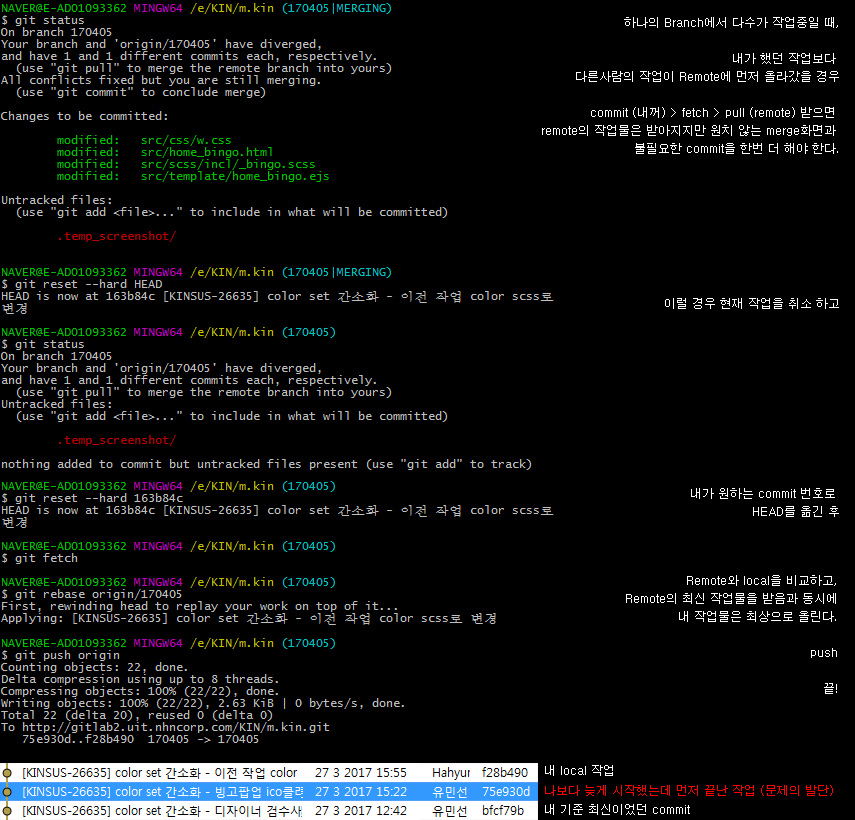 NAVER@E-AD01093362 MINGW64 /e/KIN/m.kin (170405|MERGING)
$ git status
On branch 170405
Your branch and 'origin/170405' have diverged,
and have 1 and 1 different commits each, respectively.
(use "git pull" to merge the remote branch into yours)
All conflicts fixed but you are still merging.
(use "git commit" to conclude merge)
Changes to be committed:
modified: src/css/w.css
modified: src/home_bingo.html
modified: src/scss/incl/_bingo.scss
modified: src/template/home_bingo.ejs
Untracked files:
(use "git add <file>..." to include in what will be committed)
.temp_screenshot/
하나의 Branch에서 다수가 작업중일 때,
내가 했던 작업보다
다른사람의 작업이 Remote에 먼저 올라갔을 경우
commit (내꺼) > fetch > pull (remote) 받으면
remote의 작업물은 받아지지만 원치 않는 merge화면과
불필요한 commit을 한번 더 해야 한다.
NAVER@E-AD01093362 MINGW64 /e/KIN/m.kin (170405|MERGING)
$ git reset --hard HEAD
HEAD is now at 163b84c [KINSUS-26635] color set 간소화 - 이전 작업 color scss로
변경
이럴 경우 현재 작업을 취소 하고
NAVER@E-AD01093362 MINGW64 /e/KIN/m.kin (170405)
$ git status
On branch 170405
Your branch and 'origin/170405' have diverged,
and have 1 and 1 different commits each, respectively.
(use "git pull" to merge the remote branch into yours)
Untracked files:
(use "git add <file>..." to include in what will be committed)
.temp_screenshot/
nothing added to commit but untracked files present (use "git add" to track)
NAVER@E-AD01093362 MINGW64 /e/KIN/m.kin (170405)
$ git reset --hard 163b84c
HEAD is now at 163b84c [KINSUS-26635] color set 간소화 - 이전 작업 color scss로
변경
내가 원하는 commit 번호로
HEAD를 옮긴 후
NAVER@E-AD01093362 MINGW64 /e/KIN/m.kin (170405)
$ git fetch
NAVER@E-AD01093362 MINGW64 /e/KIN/m.kin (170405)
$ git rebase origin/170405
First, rewinding head to replay your work on top of it...
Applying: [KINSUS-26635] color set 간소화 - 이전 작업 color scss로 변경
Remote와 local을 비교하고,
Remote의 최신 작업물을 받음과 동시에
내 작업물은 최상으로 올린다.
NAVER@E-AD01093362 MINGW64 /e/KIN/m.kin (170405)
$ git push origin
Counting objects: 22, done.
Delta compression using up to 8 threads.
Compressing objects: 100% (22/22), done.
Writing objects: 100% (22/22), 2.63 KiB | 0 bytes/s, done.
Total 22 (delta 20), reused 0 (delta 0)
To http://gitlab2.uit.nhncorp.com/KIN/m.kin.git
75e930d..f28b490 170405 -> 170405
push
끝!
[KINSUS-26635] color set 간소화 - 이전 작업 color 27 3 2017 15:55 Hahyur f28b490 내 local 작업
[KINSUS-26635] color set 간소화 - 빙고팝업 ico클래 27 3 2017 15:22 유민선 75e930d 나보다 늦게 시작했는데 먼저 끝난 작업 (문제의 발단)
[KINSUS-26635] color set 간소화 - 디자이너 검수사 27 3 2017 12:42 유민선 bfcf79b 내 기준 최신이었던 commit